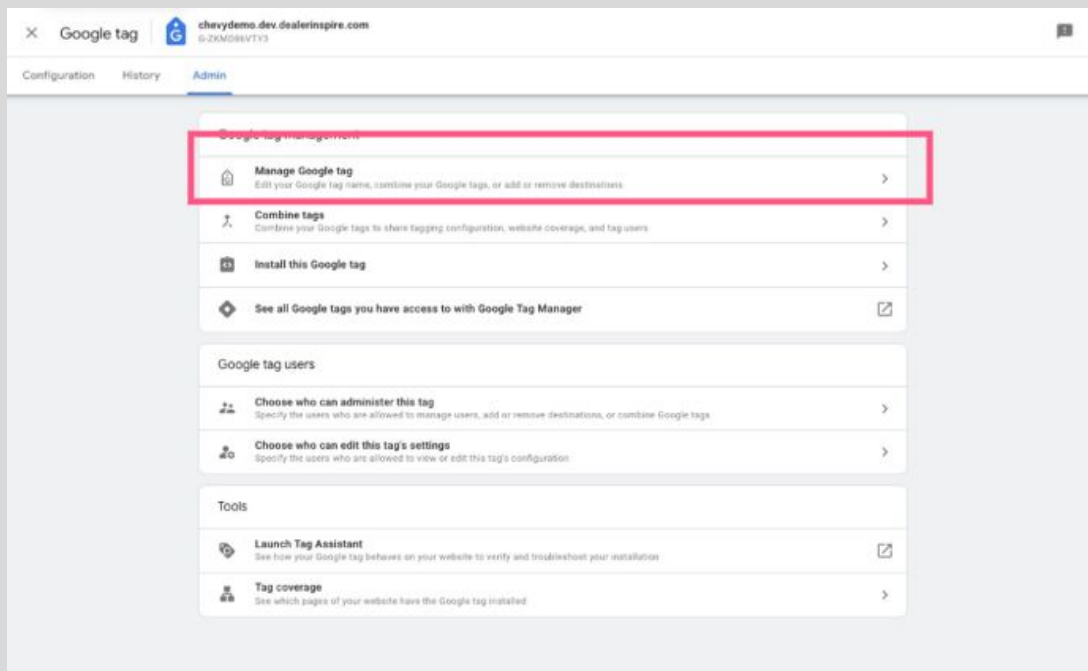 Google tag
chevydemo.dev.dealerinspire.com
Configuration History Admin
Google tag management
Manage Google tag
Edit your Google tag name, combine your Google tags, or add or remove destinations
Combine tags
Combine your Google tags to share tagging configuration, website coverage, and tag users
Install this Google tag
See all Google tags you have access to with Google Tag Manager
Google tag users
Choose who can administer this tag
Specify the users who are allowed to manage users, add or remove destinations, or combine Google tags
Choose who can edit this tag's settings
Specify the users who are allowed to view or edit this tag's configuration
Tools
Launch Tag Assistant
See how your Google tag behaves on your website to verify and troubleshoot your installation
Tag coverage
See which pages of your website have the Google tag installed